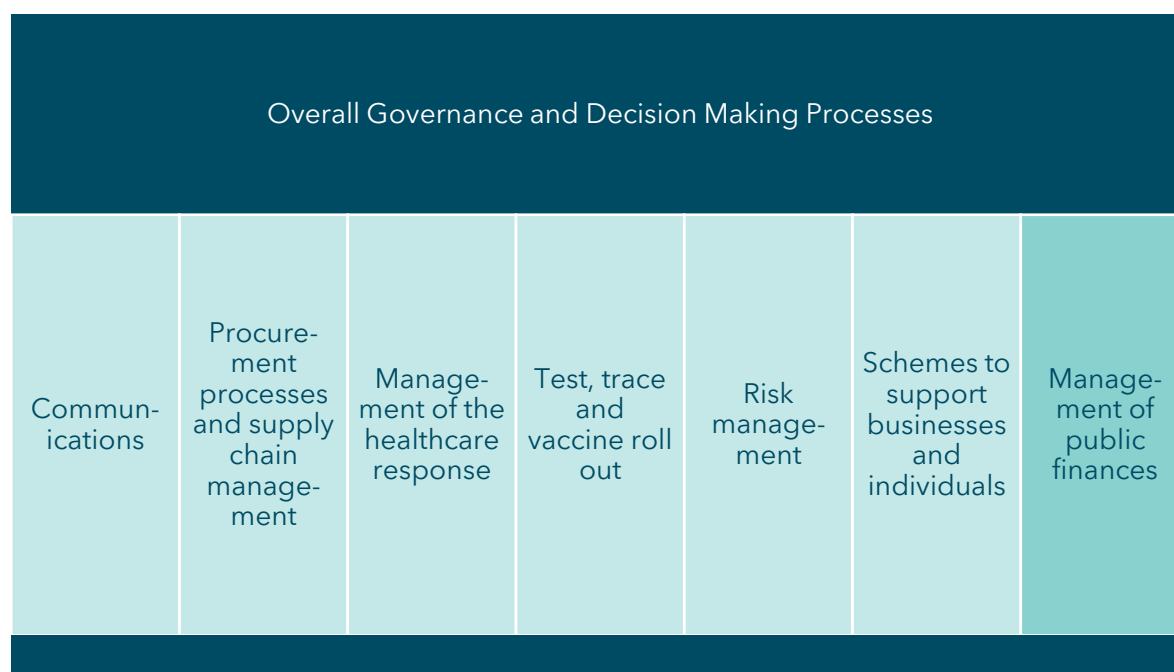 Overall Governance and Decision Making Processes
Commun-
ications
Procure-
ment
processes
and supply
chain
manage-
ment
Manage-
ment of the
healthcare
response
Test, trace
and
vaccine roll
out
Risk
manage-
ment
Schemes to
support
businesses
and
individuals
Manage-
ment of
public
finances